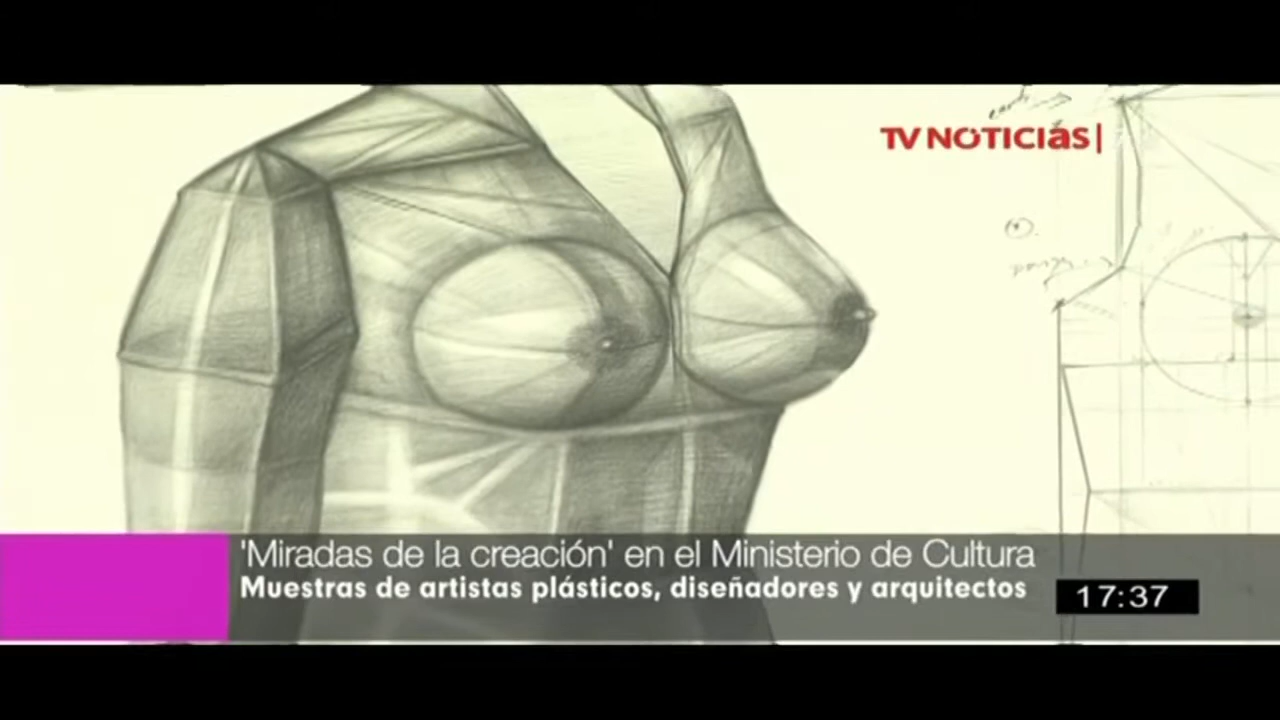 TV NOTICIAS|
'Miradas de la creación' en el Ministerio de Cultura
Muestras de artistas plásticos, diseñadores y arquitectos
17:37